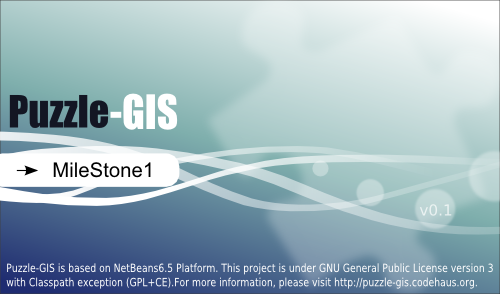 Puzzle-GIS
MileStone1
v0.1
Puzzle-GIS is based on NetBeans6.5 Platform. This project is under GNU General Public License version 3
with Classpath exception (GPL+CE).For more information, please visit http://puzzle-gis.codehaus.org.